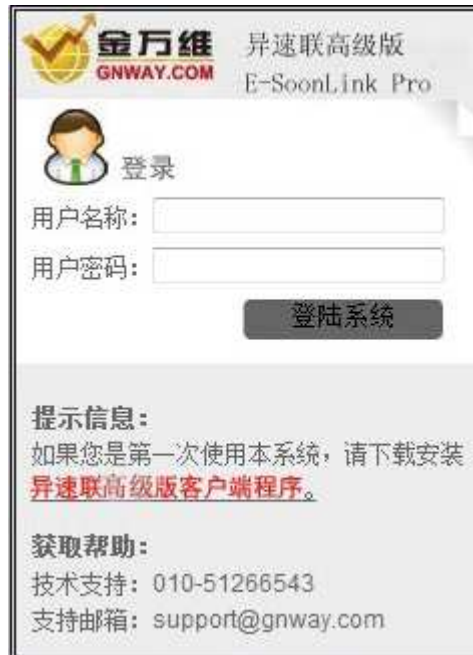 金万维
GNWAY.COM
异速联高级版
E-SoonLink Pro
登录
用户名称：
用户密码：
登陆系统
提示信息：
如果您是第一次使用本系统，请下载安装
异速联高级版客户端程序。
获取帮助：
技术支持：010-51266543
支持邮箱：support@gnway.com